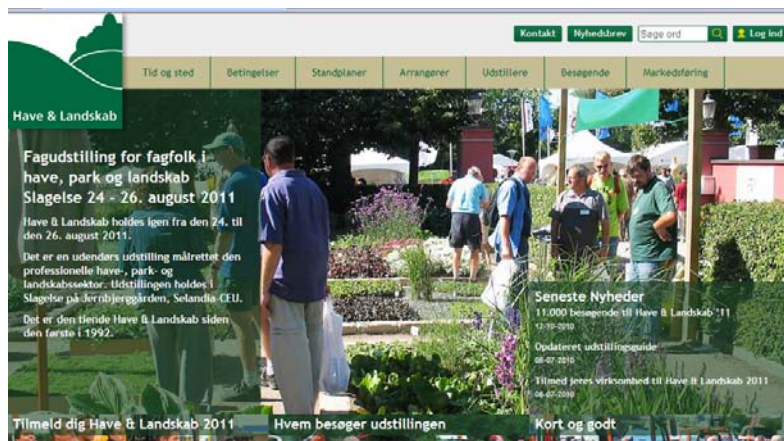 Kontakt
Nyhedsbrev
Søge ord
Log ind
Have & Landskab
Tid og sted
Betingelser
Standplaner
Arrangører
Udstillere
Besøgende
Markedsføring
Fagudstilling for fagfolk i
have, park og landskab
Slagelse 24 - 26. august 2011
Have & Landskab holdes igen fra den 24. til
den 26. august 2011.
Det er en udendørs udstilling målrettet den
professionelle have-, park- og
landskabssektor. Udstillingen holdes i
Slagelse på Jernbjerggården, Selandia-CEU.
Det er den tiende Have & Landskab siden
den første i 1992.
Seneste Nyheder
11.000 besøgende til Have & Landskab '11
12-10-2010
Opdateret udstillingsguide
08-07-2010
Tilmed jeres virksomhed til Have & Landskab 2011
06-07-2010
Tilmeld dig Have & Landskab 2011
Hvem besøger udstillingen
Kort og godt